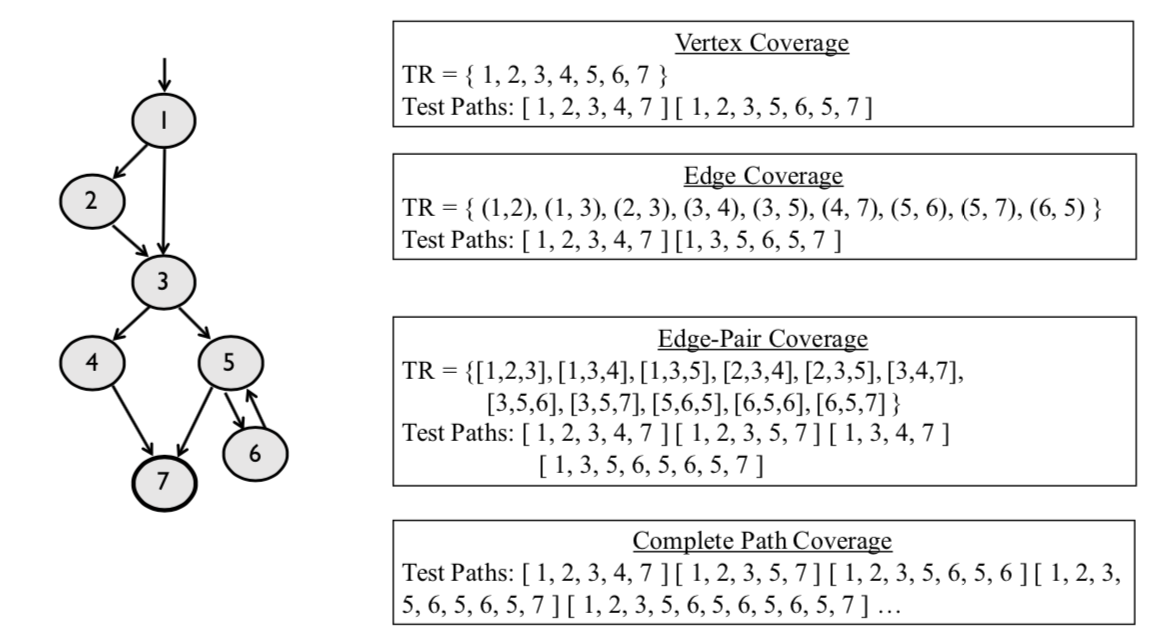 1
2
3
4
5
6
7
Vertex Coverage
TR = { 1, 2, 3, 4, 5, 6, 7 }
Test Paths: [ 1, 2, 3, 4, 7 ] [ 1, 2, 3, 5, 6, 5, 7 ]
Edge Coverage
TR = { (1,2), (1, 3), (2, 3), (3, 4), (3, 5), (4, 7), (5, 6), (5, 7), (6, 5) }
Test Paths: [ 1, 2, 3, 4, 7 ] [1, 3, 5, 6, 5, 7 ]
Edge-Pair Coverage
TR = {[1,2,3], [1,3,4], [1,3,5], [2,3,4], [2,3,5], [3,4,7],
[3,5,6], [3,5,7], [5,6,5], [6,5,6], [6,5,7] }
Test Paths: [ 1, 2, 3, 4, 7 ] [ 1, 2, 3, 5, 7 ] [ 1, 3, 4, 7 ]
[ 1, 3, 5, 6, 5, 6, 5, 7 ]
Complete Path Coverage
Test Paths: [ 1, 2, 3, 4, 7 ] [ 1, 2, 3, 5, 7 ] [ 1, 2, 3, 5, 6, 5, 6 ] [ 1, 2, 3,
5, 6, 5, 6, 5, 7 ] [ 1, 2, 3, 5, 6, 5, 6, 5, 6, 5, 7 ] …